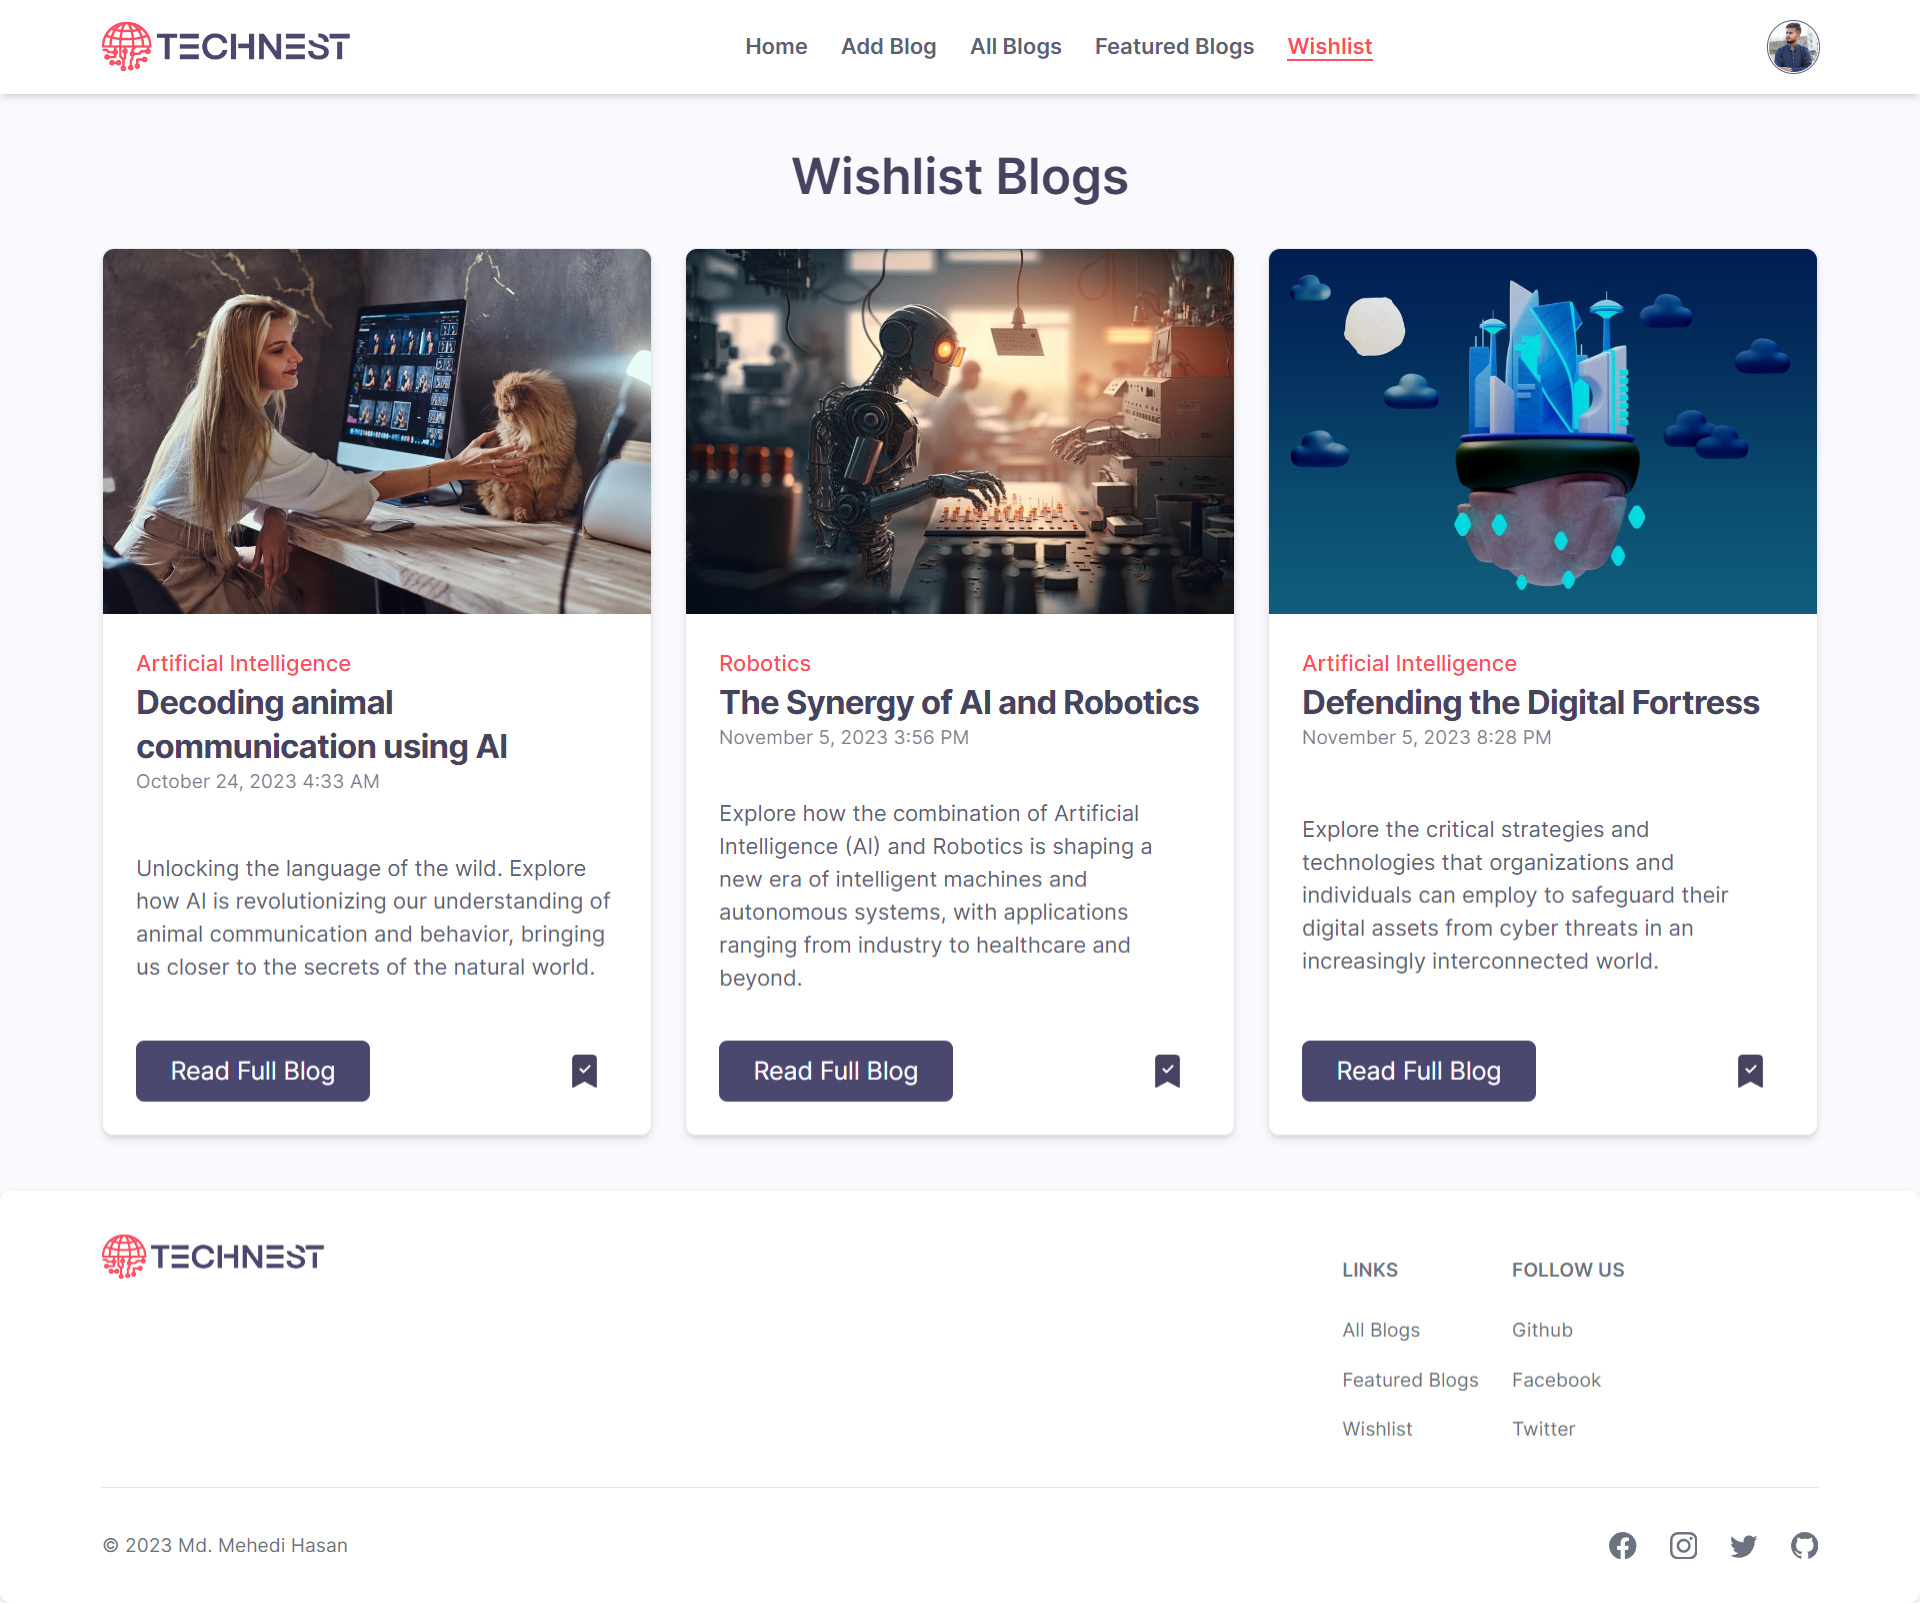 TECHNEST
Home
Add Blog
All Blogs
Featured Blogs
Wishlist
Wishlist Blogs
Artificial Intelligence
Decoding animal
communication using AI
October 24, 2023 4:33 AM
Unlocking the language of the wild. Explore
how AI is revolutionizing our understanding of
animal communication and behavior, bringing
us closer to the secrets of the natural world.
Read Full Blog
Robotics
The Synergy of AI and Robotics
November 5, 2023 3:56 PM
Explore how the combination of Artificial
Intelligence (AI) and Robotics is shaping a
new era of intelligent machines and
autonomous systems, with applications
ranging from industry to healthcare and
beyond.
Read Full Blog
Artificial Intelligence
Defending the Digital Fortress
November 5, 2023 8:28 PM
Explore the critical strategies and
technologies that organizations and
individuals can employ to safeguard their
digital assets from cyber threats in an
increasingly interconnected world.
Read Full Blog
TECHNEST
LINKS
All Blogs
Featured Blogs
Wishlist
FOLLOW US
Github
Facebook
Twitter
© 2023 Md. Mehedi Hasan